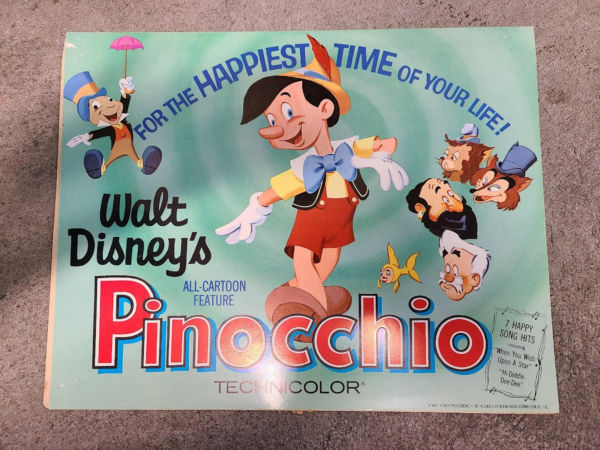 FOR THE HAPPIEST TIME OF YOUR LIFE!
Walt
Disney's
ALL-CARTOON
FEATURE
Pinocchio
TECHNICOLOR®
7 HAPPY
SONG HITS
"When You Wish
Upon A Star"
"Hi-Diddle
Dee-Dee"